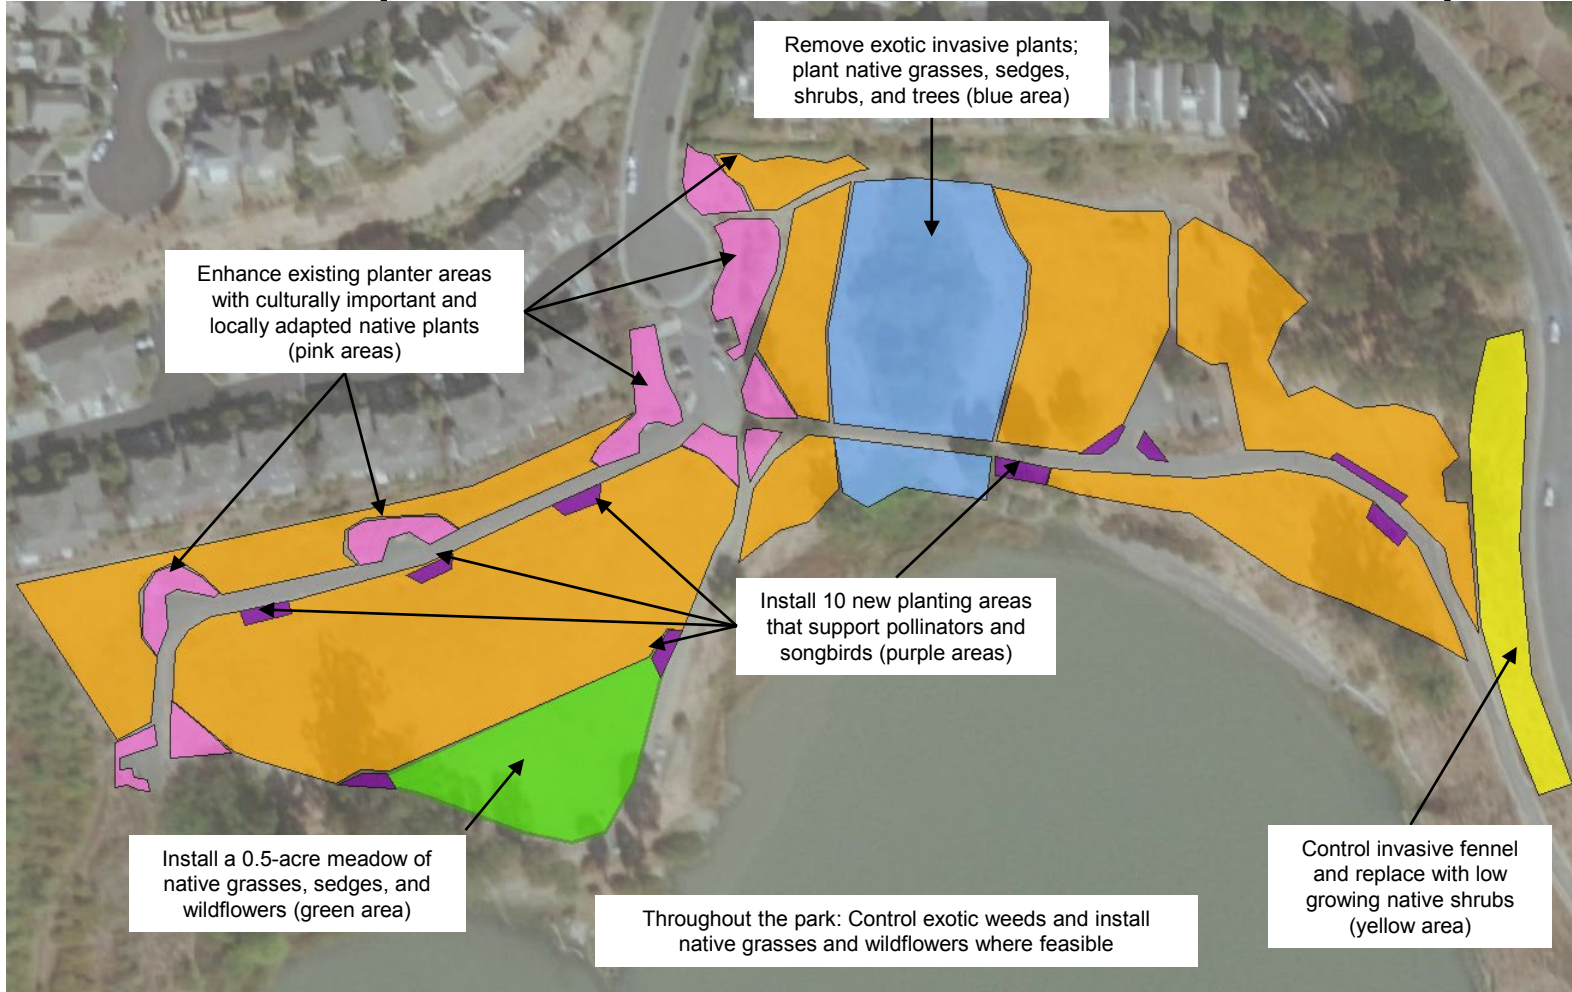 Remove exotic invasive plants;
plant native grasses, sedges,
shrubs, and trees (blue area)
Enhance existing planter areas
with culturally important and
locally adapted native plants
(pink areas)
Install 10 new planting areas
that support pollinators and
songbirds (purple areas)
Install a 0.5-acre meadow of
native grasses, sedges, and
wildflowers (green area)
Control invasive fennel
and replace with low
growing native shrubs
(yellow area)
Throughout the park: Control exotic weeds and install
native grasses and wildflowers where feasible